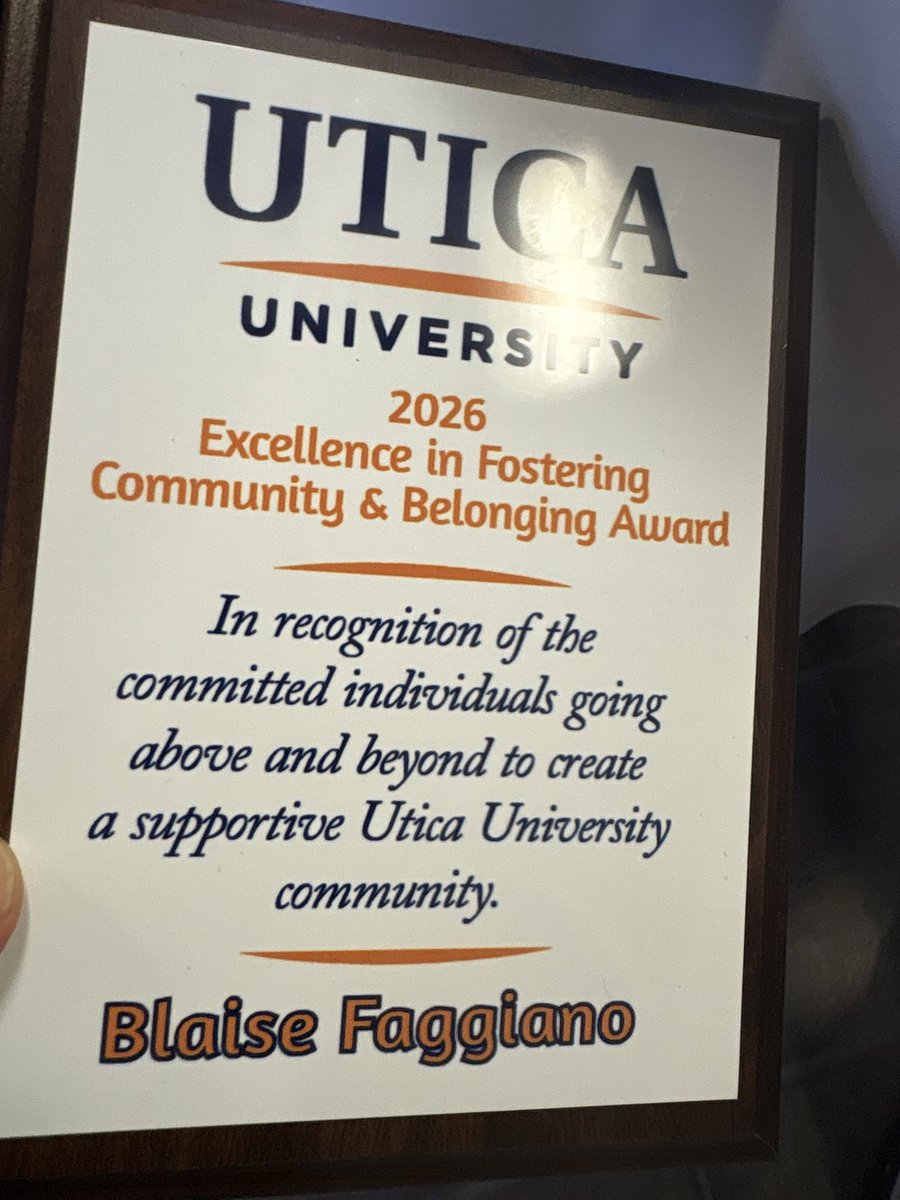 UTICA
UNIVERSITY
2026
Excellence in Fostering
Community & Belonging Award
In recognition of the
committed individuals going
above and beyond to create
a supportive Utica University
community.
Blaise Faggiano